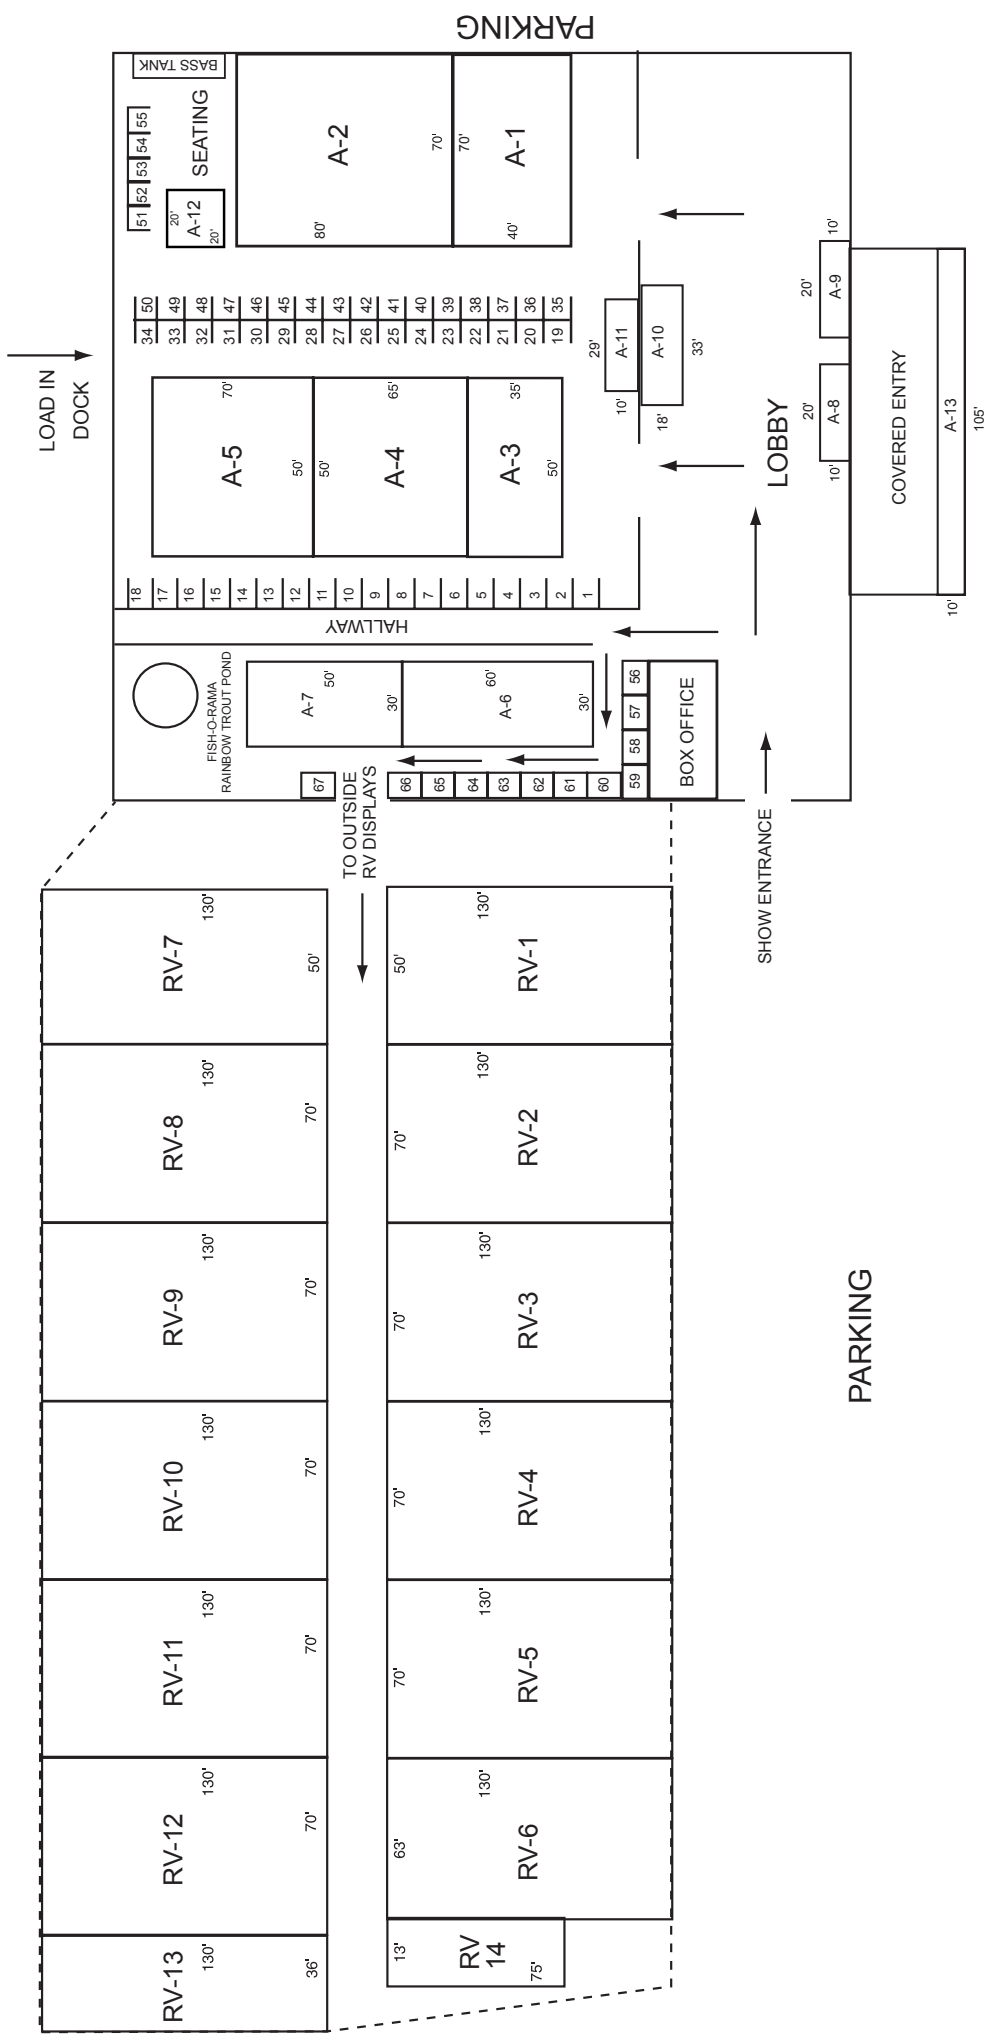 PARKING
BASS TANK
SEATING
51
52
53
54
55
20'
A-12
20'
A-2
80'
70'
A-1
70'
40'
LOAD IN
DOCK
34
50
33
49
32
48
31
47
30
46
29
45
28
44
27
43
26
42
25
41
24
40
23
39
22
38
21
37
20
36
19
35
A-5
70'
50'
A-4
65'
50'
A-3
35'
50'
29'
A-11
10'
A-10
18'
33'
LOBBY
20'
A-8
10'
20'
A-9
10'
COVERED ENTRY
A-13
105'
10'
18
17
16
15
14
13
12
11
10
9
8
7
6
5
4
3
2
1
HALLWAY
FISH-O-RAMA
RAINBOW TROUT POND
A-7
50'
30'
A-6
60'
30'
56
57
58
59
BOX OFFICE
67
66
65
64
63
62
61
60
TO OUTSIDE
RV DISPLAYS
SHOW ENTRANCE
RV-7
130'
50'
RV-8
130'
70'
RV-9
130'
70'
RV-10
130'
70'
RV-11
130'
70'
RV-12
130'
70'
RV-13
130'
36'
RV-1
130'
50'
RV-2
130'
70'
RV-3
130'
70'
RV-4
130'
70'
RV-5
130'
70'
RV-6
130'
63'
RV
14
13'
75'
PARKING